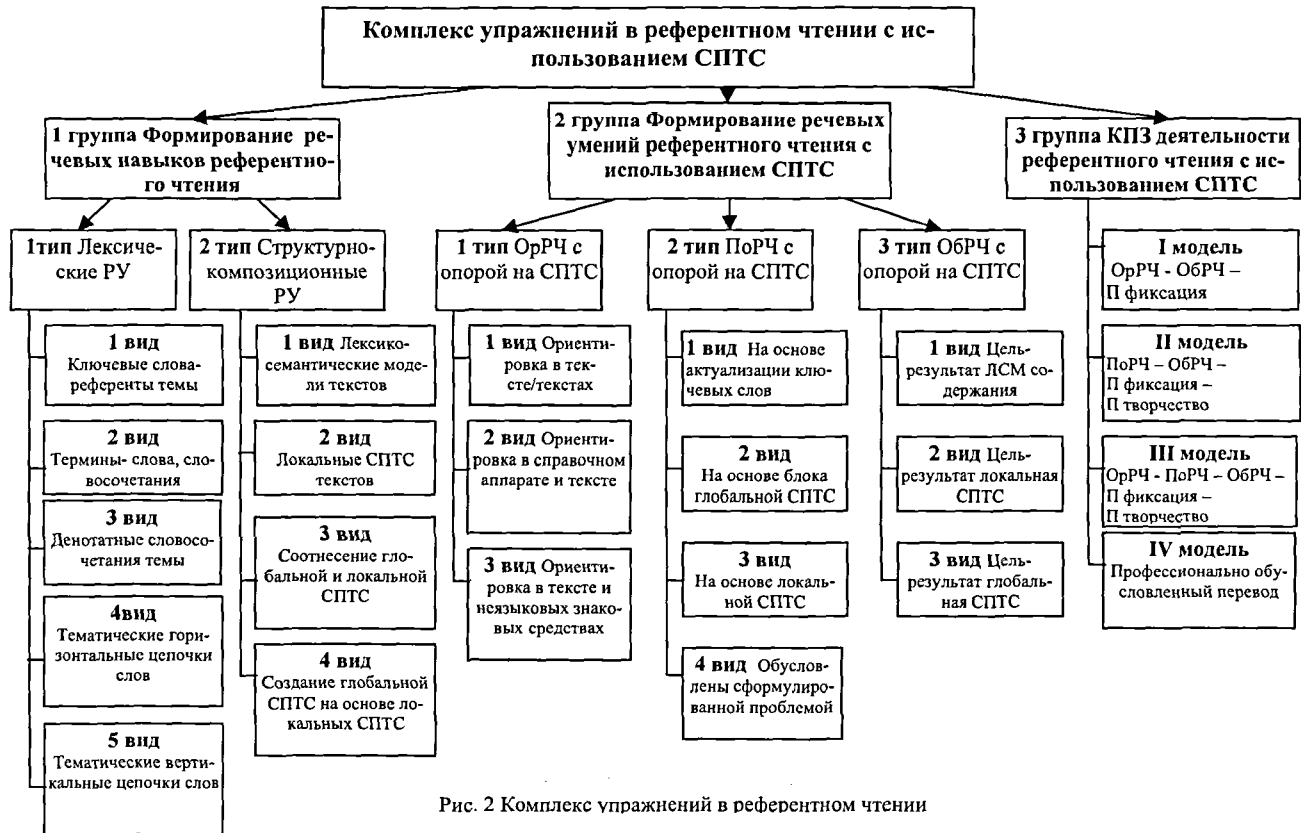 Комплекс упражнений в референтном чтении с ис-
пользованием СПТС
1 группа Формирование ре-
чевых навыков референтно-
го чтения
2 группа Формирование речевых
умений референтного чтения с
использованием СПТС
3 группа КПЗ деятельности
референтного чтения с ис-
пользованием СПТС
1тип Лексиче-
ские РУ
2 тип Структурно-
композиционные
РУ
1 тип ОрРЧ с
опорой на СПТС
2 тип ПоРЧ с
опорой на СПТС
3 тип ОбРЧ с
опорой на СПТС
1 вид
Ключевые слова-
референты темы
2 вид
Термины- слова, сло-
восочетания
3 вид
Денотатные словосо-
четания темы
4вид
Тематические гори-
зонтальные цепочки
слов
5 вид
Тематические верти-
кальные цепочки слов
1 вид Лексико-
семантические моде-
ли текстов
2 вид
Локальные СПТС
текстов
3 вид
Соотнесение гло-
бальной и локальной
СПТС
4 вид
Создание глобальной
СПТС на основе ло-
кальных СПТС
1 вид Ориенти-
ровка в тек-
сте/текстах
2 вид Ориенти-
ровка в справочном
аппарате и тексте
3 вид Ориенти-
ровка в тексте и
неязыковых знако-
вых средствах
1 вид На основе
актуализации клю-
чевых слов
2 вид
На основе блока
глобальной СПТС
3 вид
На основе локаль-
ной СПТС
4 вид Обуслов-
лены сформулиро-
ванной проблемой
1 вид Цель-
результат ЛСМ со-
держания
2 вид Цель-
результат локальная
СПТС
3 вид Цель-
результат глобаль-
ная СПТС
I модель
ОрРЧ - ОбРЧ –
П фиксация
II модель
ПоРЧ – ОбРЧ –
П фиксация –
П творчество
III модель
ОрРЧ - ПоРЧ – ОбРЧ –
П фиксация –
П творчество
IV модель
Профессионально обу-
словленный перевод
Рис. 2 Комплекс упражнений в референтном чтении